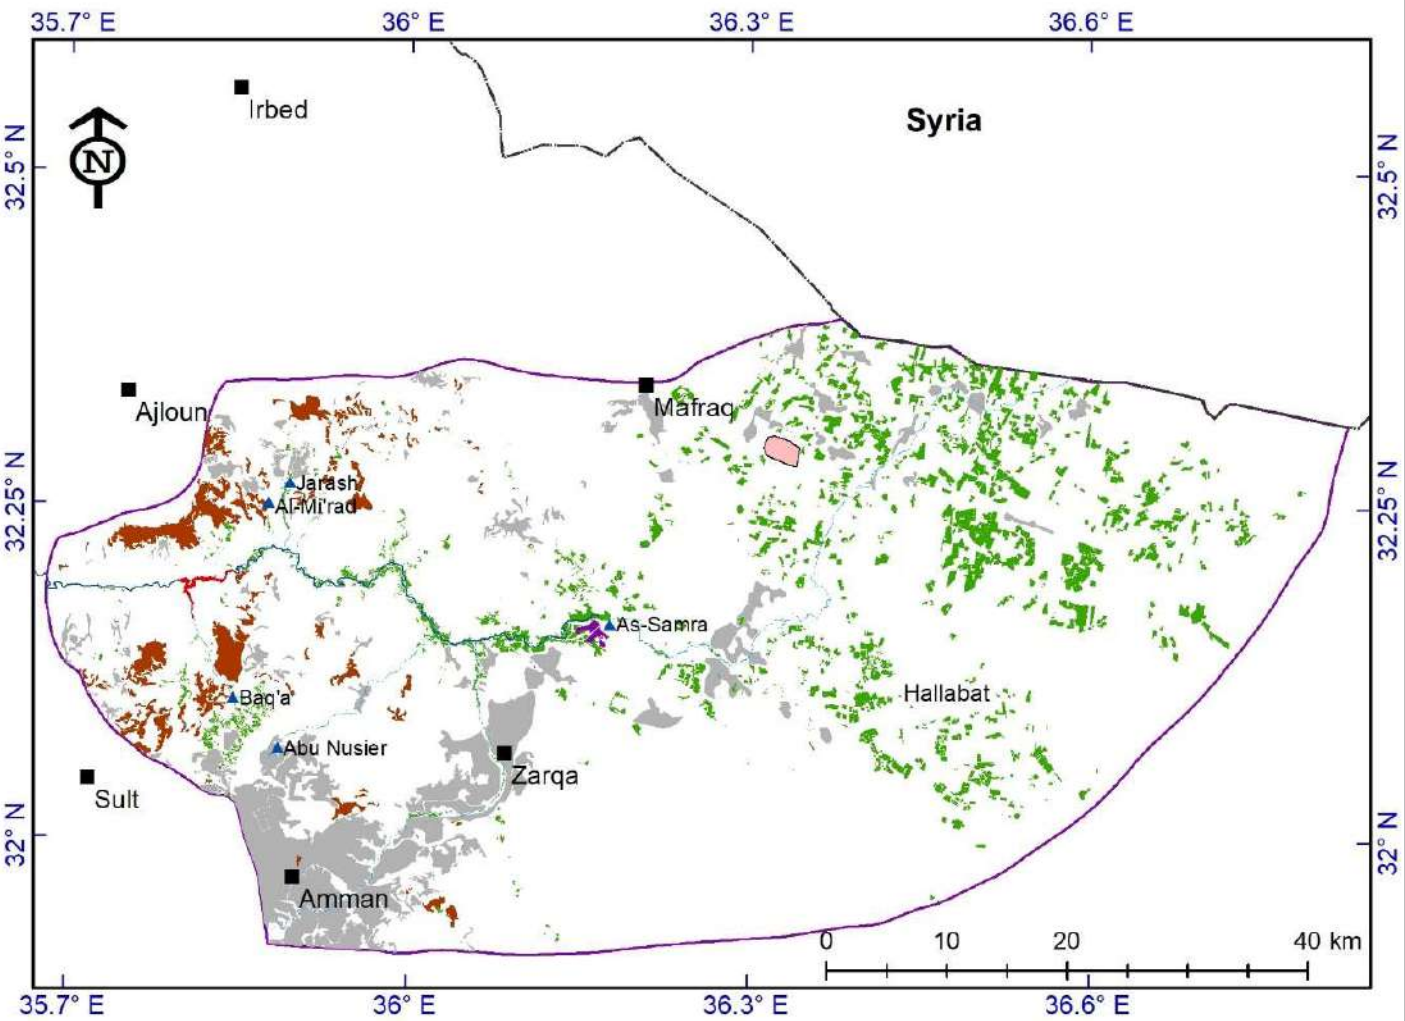 35.7° E
36° E
36.3° E
36.6° E
Irbed
Syria
N
32.5° N
32.5° N
Ajloun
Mafraq
Jarash
Al-Mi'rad
32.25° N
32.25° N
As-Samra
Baq'a
Hallabat
Abu Nusier
Zarqa
Sult
32° N
32° N
Amman
0 10 20 40 km
35.7° E
36° E
36.3° E
36.6° E